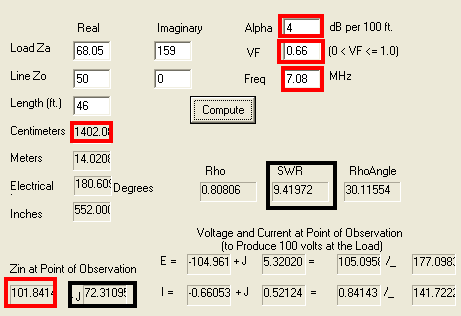 Real Imaginary Alpha 4 dB per 100 ft.
Load Za 68.05 159 VF 0.66 (0 < VF <= 1.0)
Line Zo 50 0 Freq 7.08 MHz
Length (ft.) 46 Compute
Centimeters 1402.08
Meters 14.0208
Electrical 180.609 Degrees
Rho SWR RhoAngle
0.80806 9.41972 30.11554
Inches 552.000
Voltage and Current at Point of Observation
(to Produce 100 volts at the Load)
Zin at Point of Observation
E = -104.961 + J 5.32020 = 105.0958 /_ 177.0983
101.8414 J 72.31095 I = -0.66053 + J 0.52124 = 0.84143 /_ 141.7222